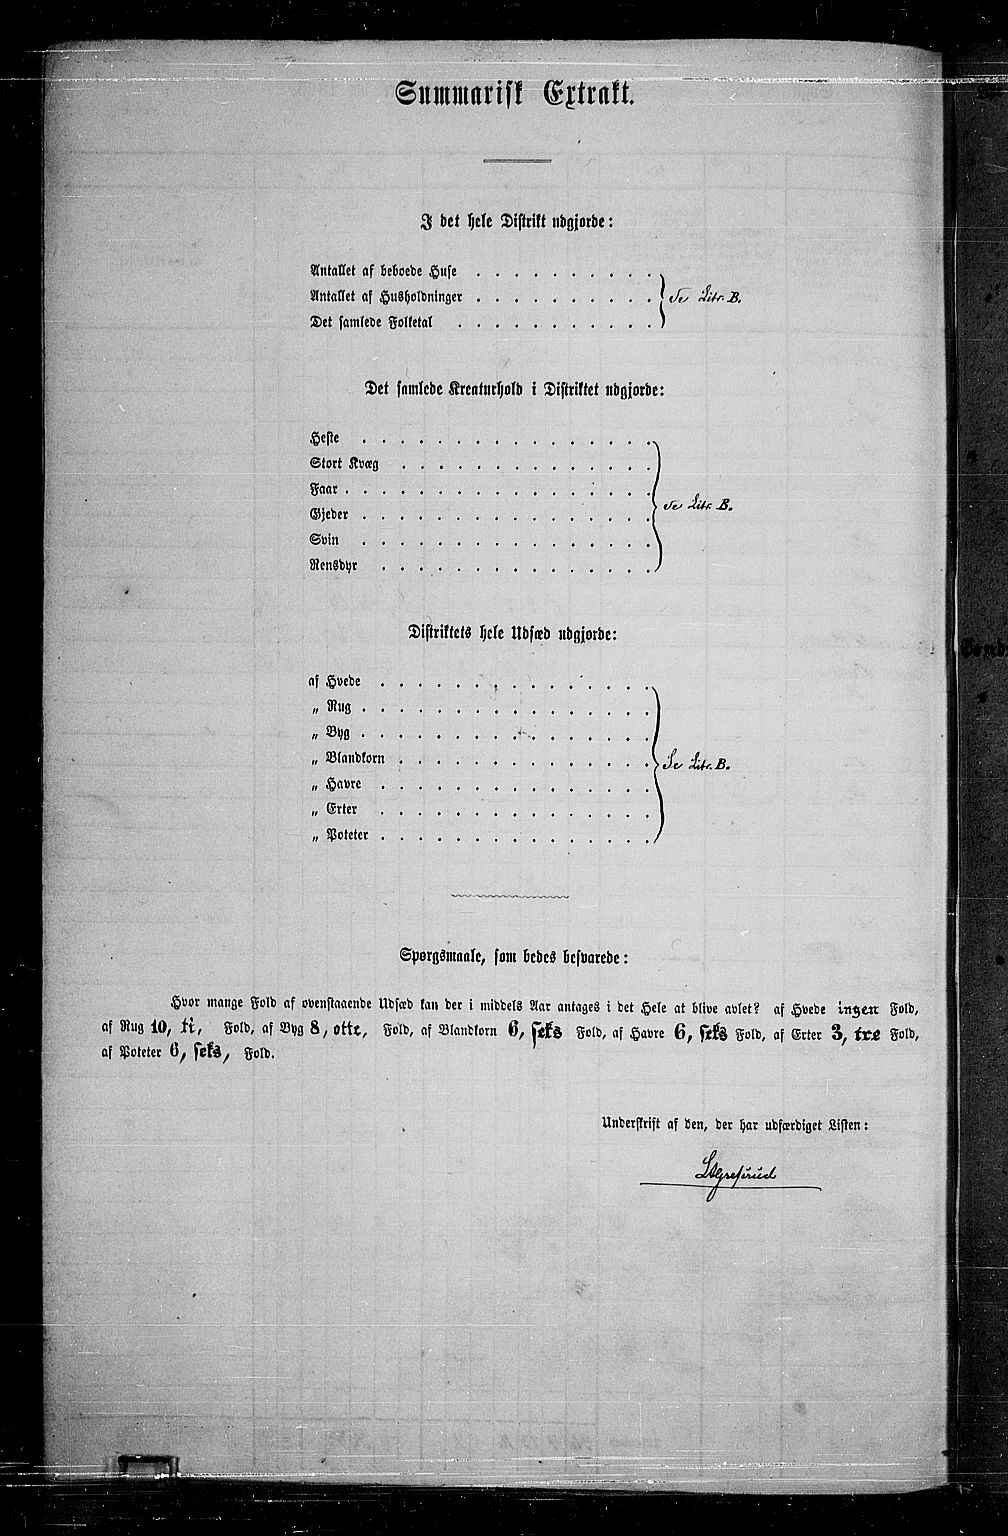 Summarisk Extrakt.
I det hele Distrikt udgjorde:
Antallet af beboede Huse . . . . . . . . . .
Antallet af Husholdninger . . . . . . . . . . se Litr. B.
Det samlede Folketal . . . . . . . . . . .
Det samlede Kreaturhold i Distriktet udgjorde:
Heste . . . . . . . . . . . . . . . .
Stort Kvæg . . . . . . . . . . . . . .
Faar . . . . . . . . . . . . . . . . .
Gjeder . . . . . . . . . . . . . . . . se Litr. B.
Svin . . . . . . . . . . . . . . . .
Rensdyr . . . . . . . . . . . . . . .
Distriktets hele Udsæd udgjorde:
af Hvede . . . . . . . . . . . . . . .
„ Rug . . . . . . . . . . . . . . . .
„ Byg . . . . . . . . . . . . . . . .
„ Blandkorn . . . . . . . . . . . . . . Se Litr. B.
„ Havre . . . . . . . . . . . . . . .
„ Erter . . . . . . . . . . . . . . .
„ Poteter . . . . . . . . . . . . . . .
Spørgsmaale, som bedes besvarede:
Hvor mange Fold af ovenstaaende Udsæd kan der i middels Aar antages i det Hele at blive avlet? af Hvede ingen Fold,
af Rug 10, ti, Fold, af Byg 8, otte, Fold, af Blandkorn 6, seks Fold, af Havre 6, seks Fold, af Erter 3, tre Fold,
af Poteter 6, seks, Fold.
Underskrift af den, der har udfærdiget Listen: